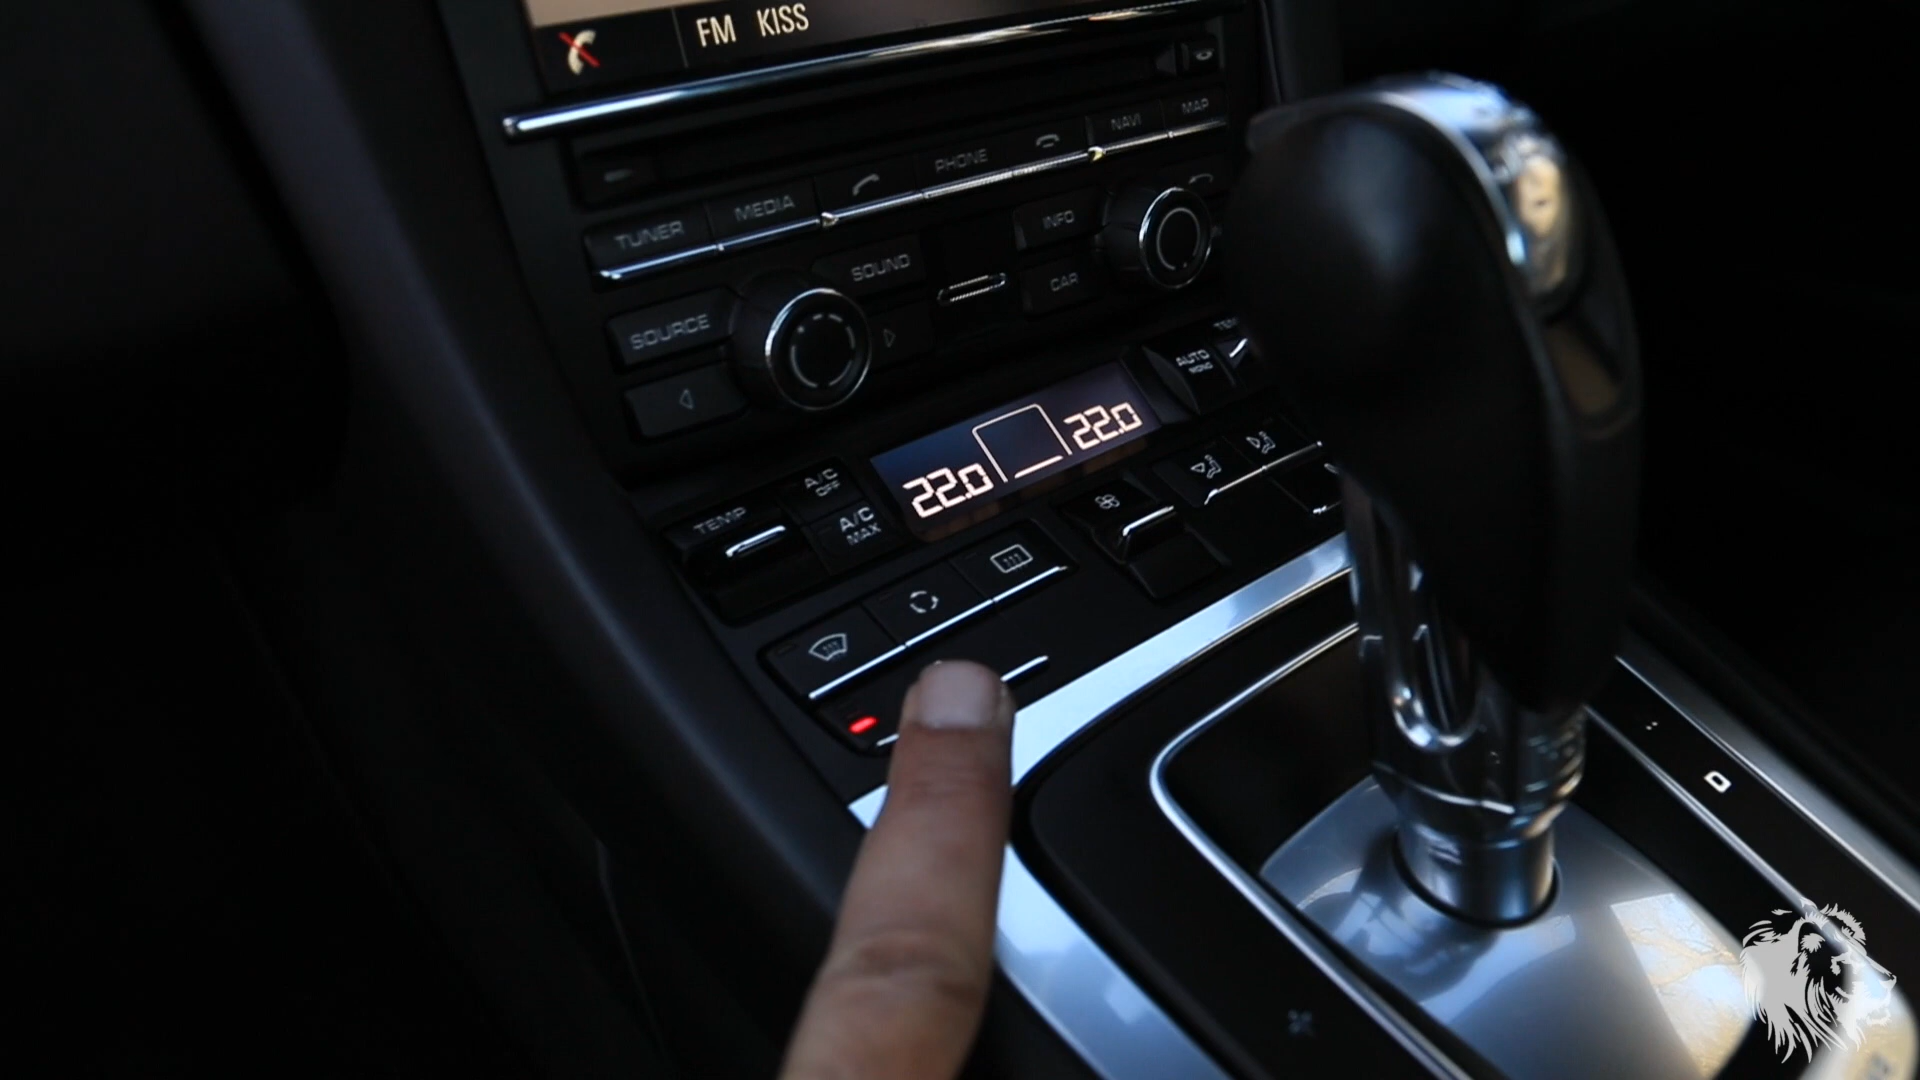 FM KISS
MAP
NAVI
PHONE
MEDIA
TUNER
INFO
SOUND
CAR
SOURCE
AUTO
MONO
22.0 22.0
A/C
OFF
TEMP
A/C
MAX
D